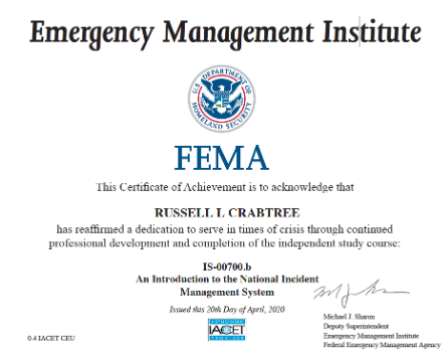 Emergency Management Institute
U.S. DEPARTMENT OF
HOMELAND SECURITY
FEMA
This Certificate of Achievement is to acknowledge that
RUSSELL L CRABTREE
has reaffirmed a dedication to serve in times of crisis through continued
professional development and completion of the independent study course:
IS-00700.b
An Introduction to the National Incident
Management System
Issued this 20th Day of April, 2020
IACET
0.4 IACET CEU
Michael J. Sharon
Deputy Superintendent
Emergency Management Institute
Federal Emergency Management Agency